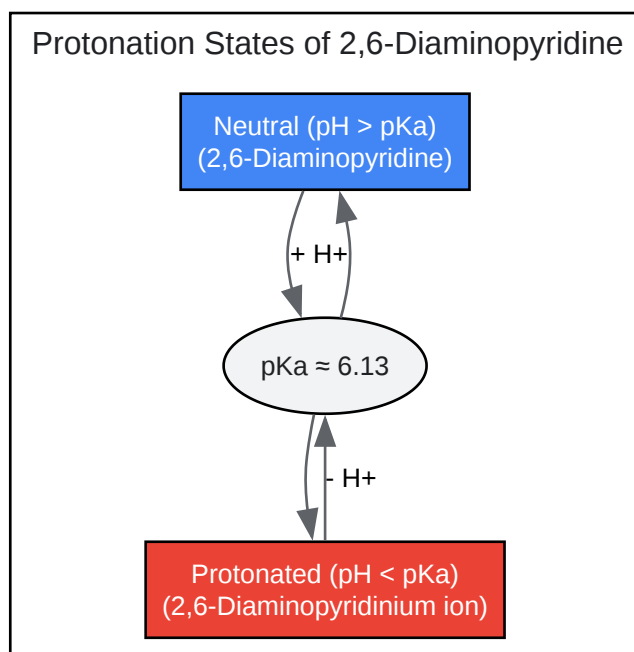 Protonation States of 2,6-Diaminopyridine
Neutral (pH > pKa)
(2,6-Diaminopyridine)
+ H+
pKa ≈ 6.13
- H+
Protonated (pH < pKa)
(2,6-Diaminopyridinium ion)